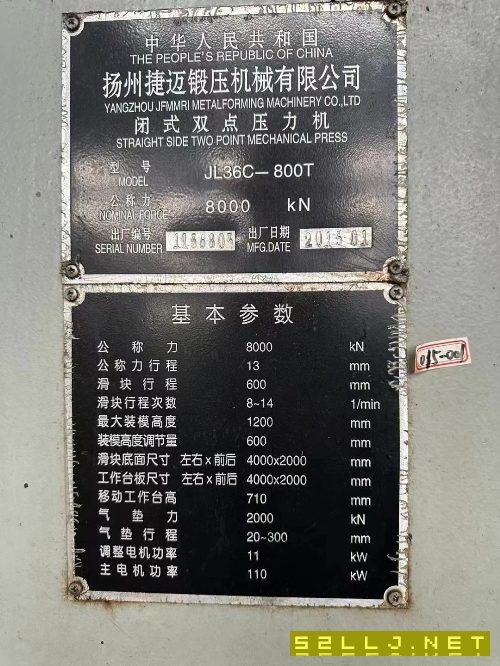 中华人民共和国
THE PEOPLE'S REPUBLIC OF CHINA
扬州捷迈锻压机械有限公司
YANGZHOU JFMMRI METALFORMING MACHINERY CO.,LTD
闭式双点压力机
STRAIGHT SIDE TWO POINT MECHANICAL PRESS
型号 JL36C-800T
MODEL
公称力 8000 kN
NOMINAL FORCE
出厂编号 出厂日期 2015 01
SERIAL NUMBER MFG.DATE
基本参数
公称力 8000 kN
公称力行程 13 mm
滑块行程 600 mm
滑块行程次数 8~14 1/min
最大装模高度 1200 mm
装模高度调节量 600 mm
滑块底面尺寸 左右x前后 4000x2000 mm
工作台板尺寸 左右x前后 4000x2000 mm
移动工作台高 710 mm
气垫力 2000 kN
气垫行程 20~300 mm
调整电机功率 11 kW
主电机功率 110 kW
015-001
52LLJ.NET